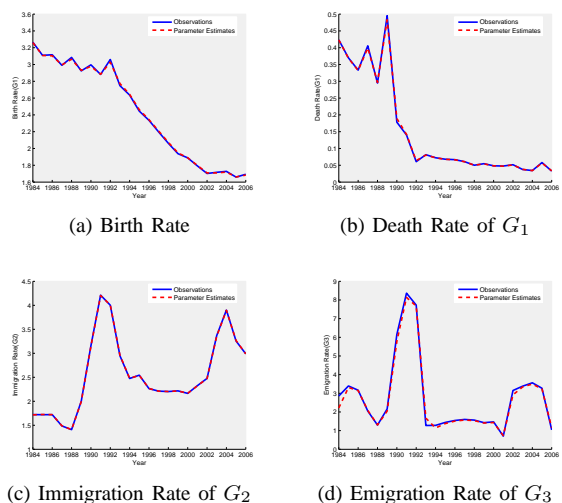 Observations
Parameter Estimates
3.6
3.4
3.2
3
2.8
2.6
2.4
2.2
2
1.8
1.6
Birth Rate(G1)
1984 1986 1988 1990 1992 1994 1996 1998 2000 2002 2004 2006
Year
(a) Birth Rate
Observations
Parameter Estimates
0.5
0.45
0.4
0.35
0.3
0.25
0.2
0.15
0.1
0.05
0
Death Rate(G1)
1984 1986 1988 1990 1992 1994 1996 1998 2000 2002 2004 2006
Year
(b) Death Rate of G1
Observations
Parameter Estimates
4.5
4
3.5
3
2.5
2
1.5
1
Immigration Rate(G2)
1984 1986 1988 1990 1992 1994 1996 1998 2000 2002 2004 2006
Year
(c) Immigration Rate of G2
Observations
Parameter Estimates
9
8
7
6
5
4
3
2
1
0
Emigration Rate(G3)
1984 1986 1988 1990 1992 1994 1996 1998 2000 2002 2004 2006
Year
(d) Emigration Rate of G3